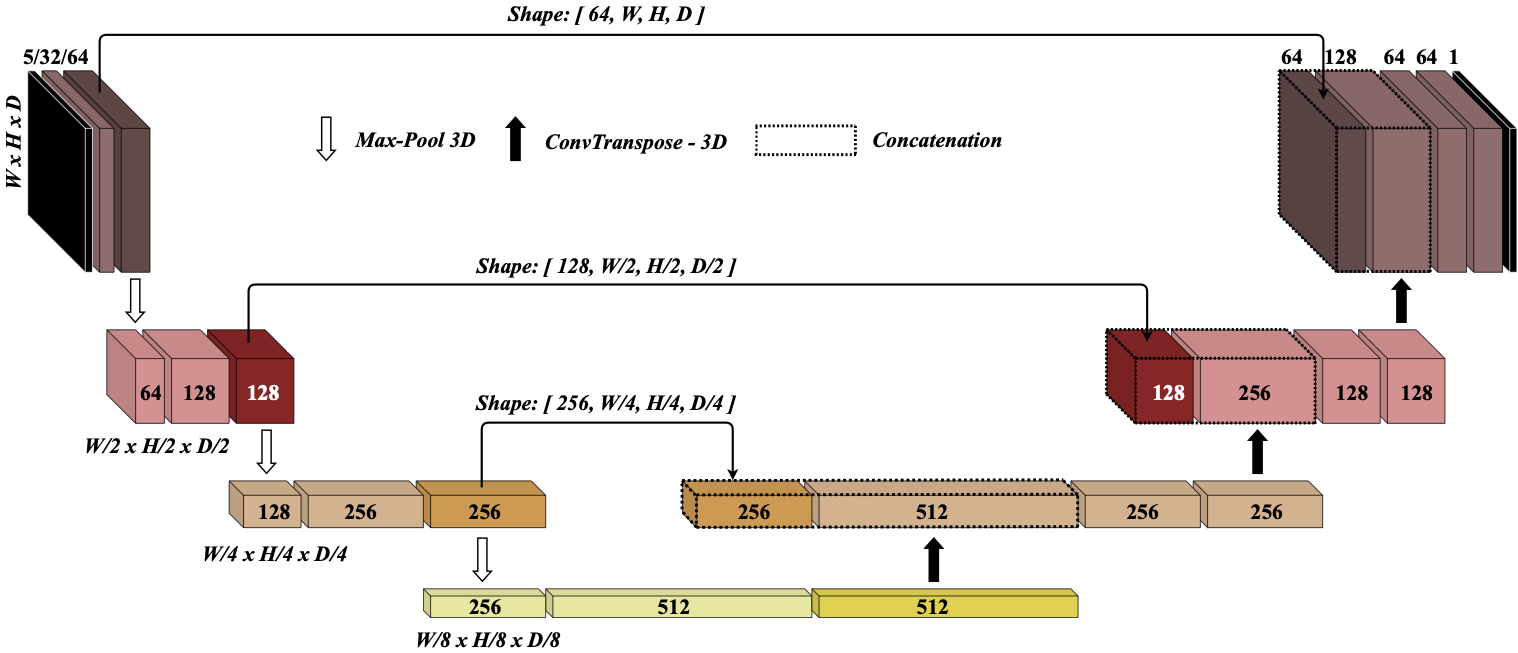 Shape: [ 64, W, H, D ]
5/32/64
64 128 64 64 1
W x H x D
Max-Pool 3D
ConvTranspose - 3D
Concatenation
Shape: [ 128, W/2, H/2, D/2 ]
64 128 128
128 256 128 128
W/2 x H/2 x D/2
Shape: [ 256, W/4, H/4, D/4 ]
128 256 256
256 512 256 256
W/4 x H/4 x D/4
256 512 512
W/8 x H/8 x D/8